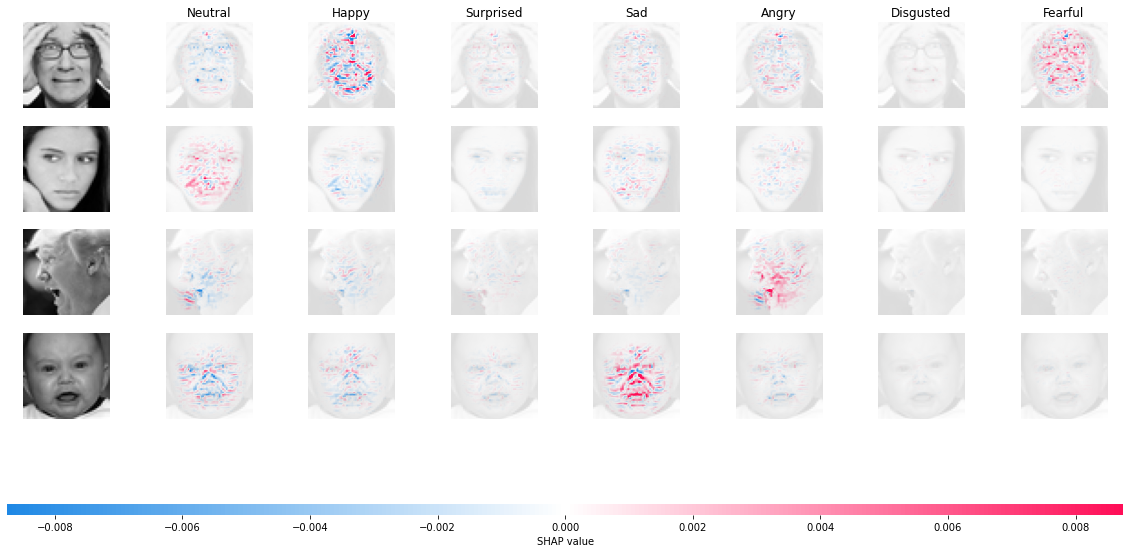 Neutral Happy Surprised Sad Angry Disgusted Fearful
−0.008 −0.006 −0.004 −0.002 0.000 0.002 0.004 0.006 0.008
SHAP value